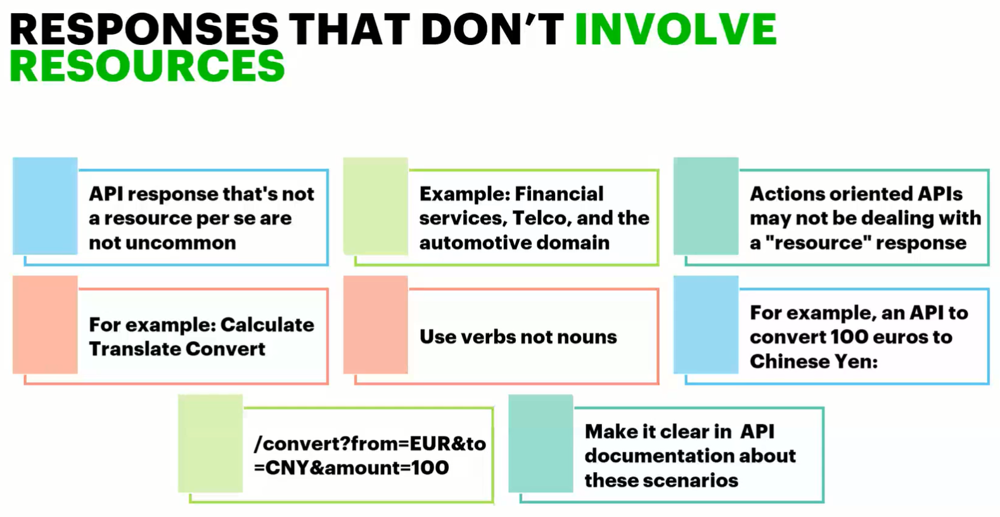 RESPONSES THAT DON’T INVOLVE
RESOURCES
API response that's not
a resource per se are
not uncommon
Example: Financial
services, Telco, and the
automotive domain
Actions oriented APIs
may not be dealing with
a "resource" response
For example: Calculate
Translate Convert
Use verbs not nouns
For example, an API to
convert 100 euros to
Chinese Yen:
/convert?from=EUR&to
=CNY&amount=100
Make it clear in  API
documentation about
these scenarios